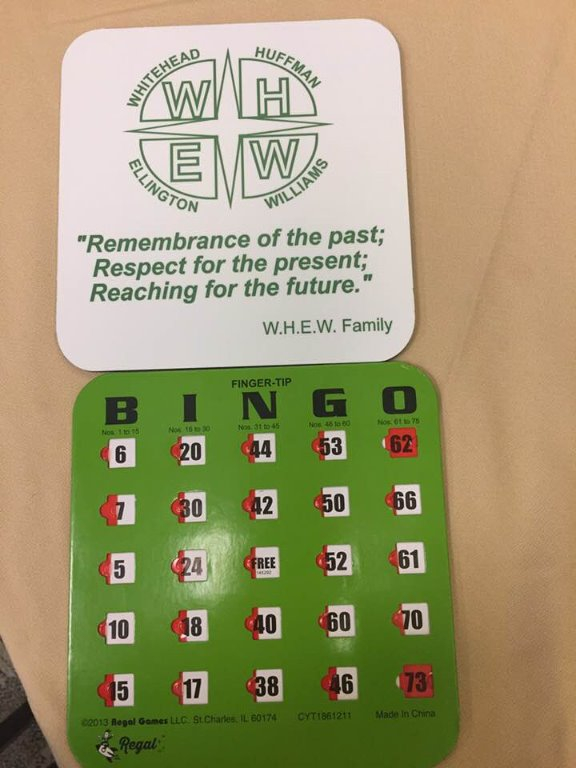 WHITEHEAD HUFFMAN
W H
E W
ELLINGTON WILLIAMS
"Remembrance of the past;
Respect for the present;
Reaching for the future."
W.H.E.W. Family
FINGER-TIP
B I N G O
Nos. 1 to 15 Nos. 16 to 30 Nos. 31 to 45 Nos. 46 to 60 Nos. 61 to 75
6 20 44 53 62
7 30 42 50 66
5 24 FREE 52 61
10 18 40 60 70
15 17 38 46 73
©2013 Regal Games LLC. St.Charles, IL 60174 CYT1861211 Made In China
Regal